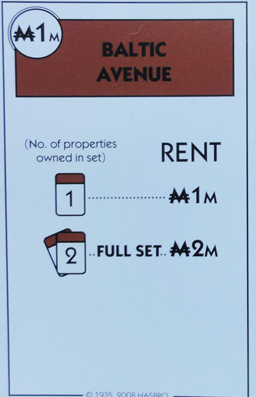 ₩1M
BALTIC
AVENUE
(No. of properties
owned in set)
RENT
1 ................ ₩1M
2 ..FULL SET.. ₩2M
© 1935, 2008 HASBRO